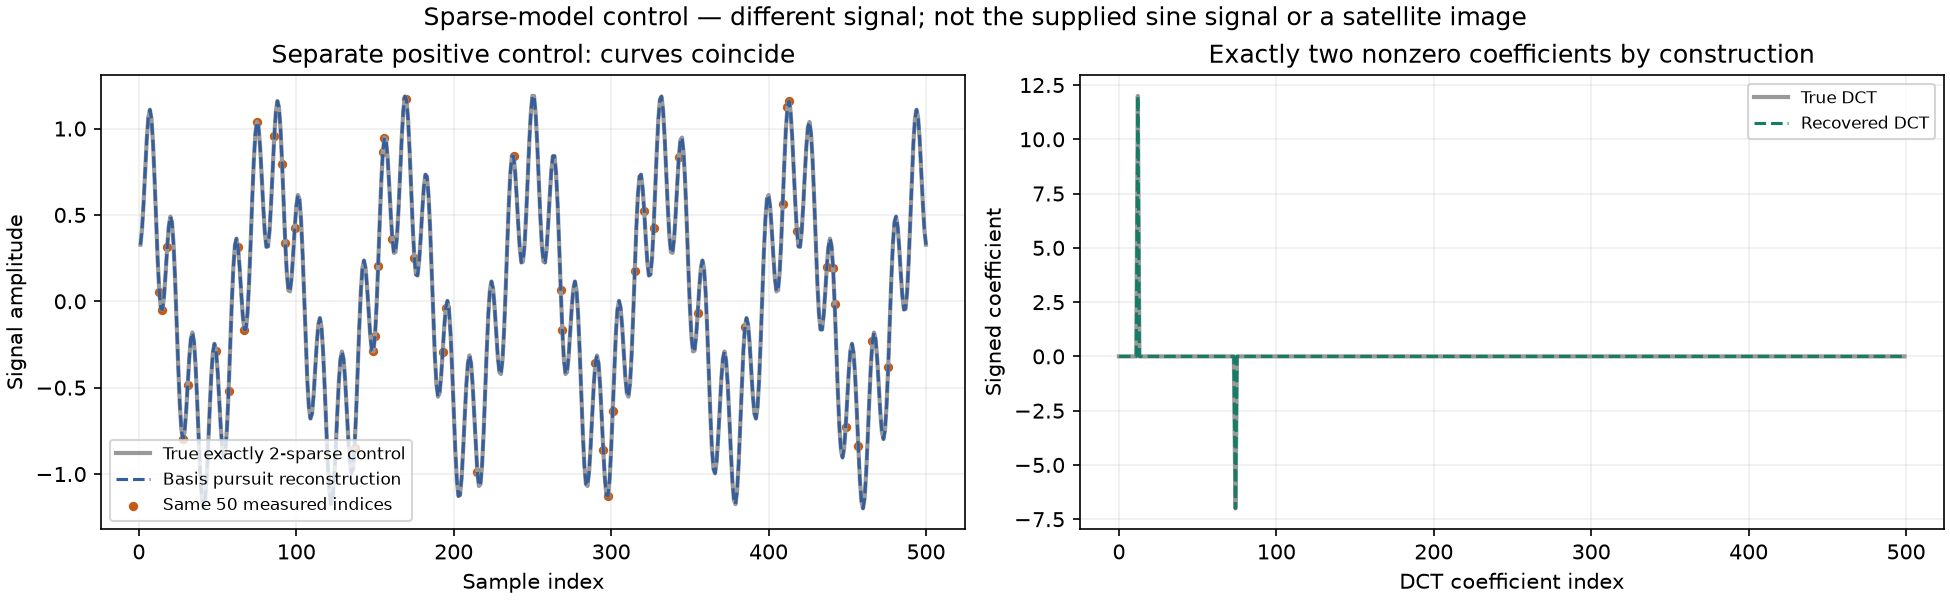 Sparse-model control — different signal; not the supplied sine signal or a satellite image
Separate positive control: curves coincide
Signal amplitude
1.0
0.5
0.0
−0.5
−1.0
True exactly 2-sparse control
Basis pursuit reconstruction
Same 50 measured indices
0 100 200 300 400 500
Sample index
Exactly two nonzero coefficients by construction
Signed coefficient
12.5
10.0
7.5
5.0
2.5
0.0
−2.5
−5.0
−7.5
True DCT
Recovered DCT
0 100 200 300 400 500
DCT coefficient index